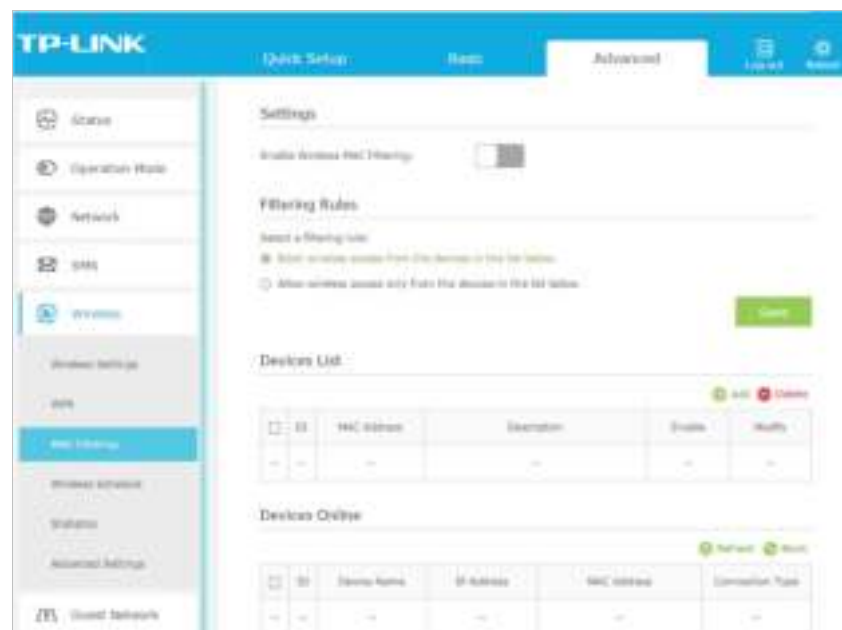 TP-LINK
Quick Setup
Basic
Advanced
Log out
Reboot
Status
Operation Mode
Network
SMS
Wireless
Wireless Settings
WPS
MAC Filtering
Wireless Schedule
Statistics
Advanced Settings
Guest Network
Settings
Enable Wireless MAC Filtering:
Filtering Rules
Select a filtering rule:
Block wireless access from the devices in the list below.
Allow wireless access only from the devices in the list below.
Save
Devices List
Add Delete
ID MAC Address Description Enable Modify
-- -- -- -- -- --
Devices Online
Refresh Block
ID Device Name IP Address MAC Address Connection Type
-- -- -- -- -- --